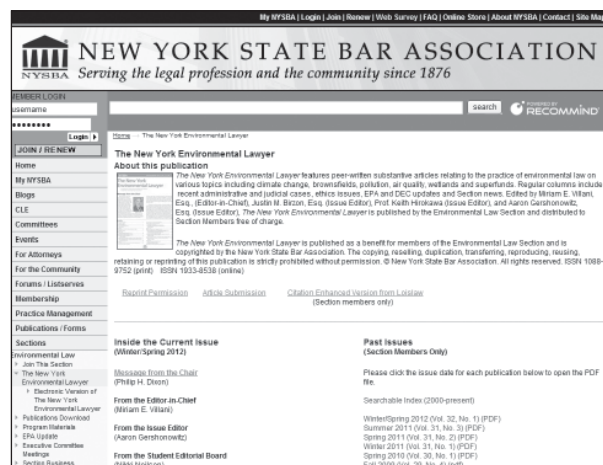 My NYSBA | Login | Join | Renew | Web Survey | FAQ | Online Store | About NYSBA | Contact | Site Map
NYSBA
NEW YORK STATE BAR ASSOCIATION
Serving the legal profession and the community since 1876
MEMBER LOGIN
username
Login
search
POWERED BY
RECOMMIND
JOIN / RENEW
Home
My NYSBA
Blogs
CLE
Committees
Events
For Attorneys
For the Community
Forums / Listserves
Membership
Practice Management
Publications / Forms
Sections
Environmental Law
Join This Section
The New York
Environmental Lawyer
Electronic Version of
The New York
Environmental Lawyer
Publications Download
Program Materials
EPA Update
Executive Committee
Meetings
Section Business
Home → The New York Environmental Lawyer
The New York Environmental Lawyer
About this publication
The New York Environmental Lawyer features peer-written substantive articles relating to the practice of environmental law on
various topics including climate change, brownsfields, pollution, air quality, wetlands and superfunds. Regular columns include
recent administrative and judicial cases, ethics issues, EPA and DEC updates and Section news. Edited by Miriam E. Villani,
Esq., (Editor-in-Chief), Justin M. Birzon, Esq. (Issue Editor), Prof. Keith Hirokawa (Issue Editor), and Aaron Gershonowitz,
Esq. (Issue Editor), The New York Environmental Lawyer is published by the Environmental Law Section and distributed to
Section Members free of charge.
The New York Environmental Lawyer is published as a benefit for members of the Environmental Law Section and is
copyrighted by the New York State Bar Association. The copying, reselling, duplication, transferring, reproducing, reusing,
retaining or reprinting of this publication is strictly prohibited without permission. © New York State Bar Association. All rights reserved. ISSN 1088-
9752 (print) ISSN 1933-8538 (online)
Reprint Permission Article Submission Citation Enhanced Version from Loislaw
(Section members only)
Inside the Current Issue
(Winter/Spring 2012)
Message from the Chair
(Philip H. Dixon)
From the Editor-in-Chief
(Miriam E. Villani)
From the Issue Editor
(Aaron Gershonowitz)
From the Student Editorial Board
Past Issues
(Section Members Only)
Please click the issue date for each publication below to open the PDF
file.
Searchable Index (2000-present)
Winter/Spring 2012 (Vol. 32, No. 1) (PDF)
Summer 2011 (Vol. 31, No. 3) (PDF)
Spring 2011 (Vol. 31, No. 2) (PDF)
Winter 2011 (Vol. 31, No. 1) (PDF)
Spring 2010 (Vol. 30, No. 1) (PDF)
Fall 2009 (Vol. 29, No. 4) (pdf)